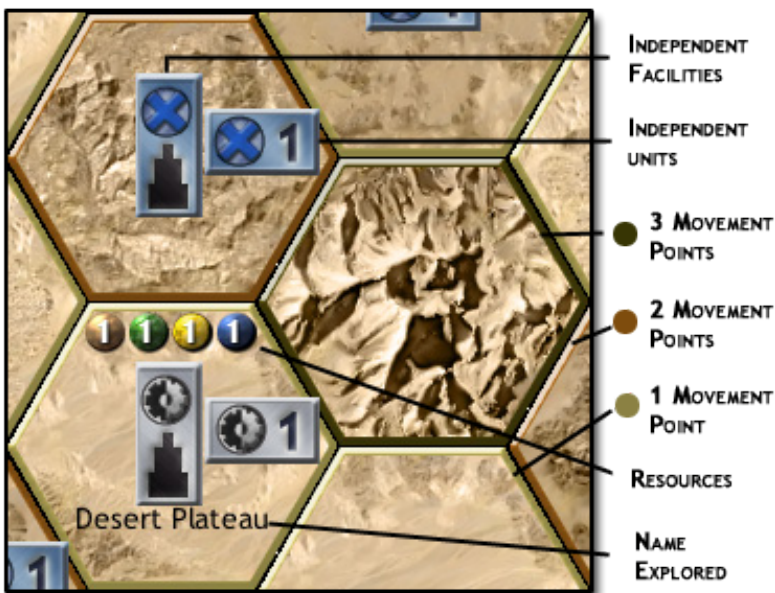 1
INDEPENDENT
FACILITIES
1
INDEPENDENT
UNITS
3 MOVEMENT
POINTS
2 MOVEMENT
POINTS
1 1 1 1
1 MOVEMENT
POINT
1
RESOURCES
Desert Plateau
NAME
EXPLORED
1